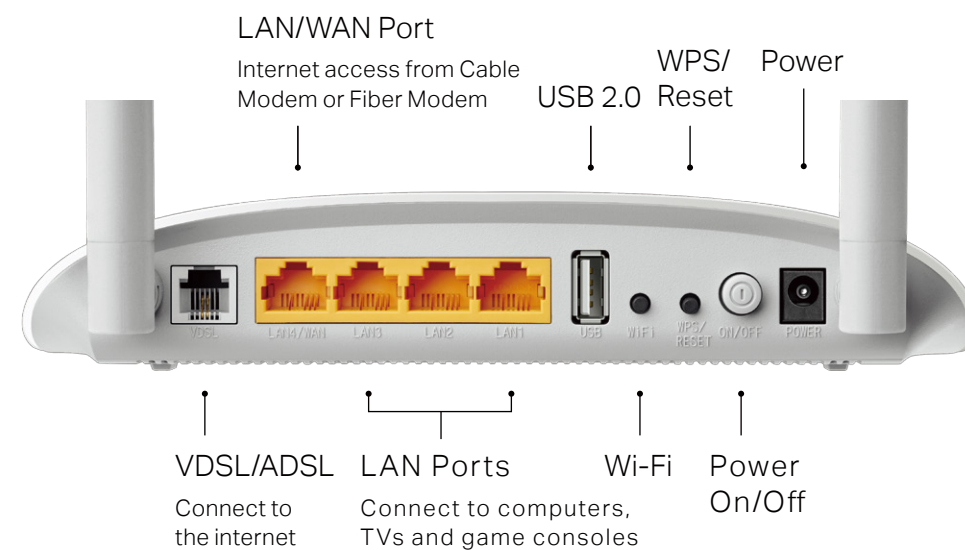 LAN/WAN Port
Internet access from Cable
Modem or Fiber Modem
USB 2.0
WPS/
Reset
Power
VDSL
LAN4/WAN
LAN3
LAN2
LAN1
USB
WiFi
WPS/
RESET
ON/OFF
POWER
VDSL/ADSL
Connect to
the internet
LAN Ports
Connect to computers,
TVs and game consoles
Wi-Fi
Power
On/Off